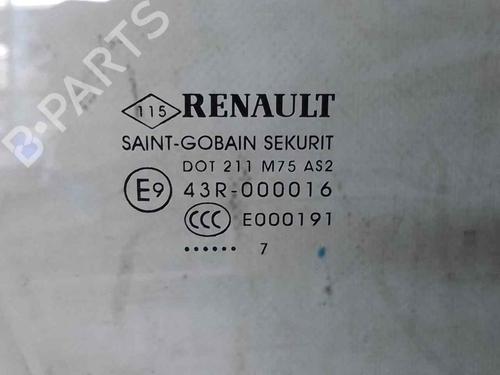 115 RENAULT
SAINT-GOBAIN SEKURIT
DOT 211 M75 AS2
E9 43R-000016
CCC E000191
...... 7
B-PARTS